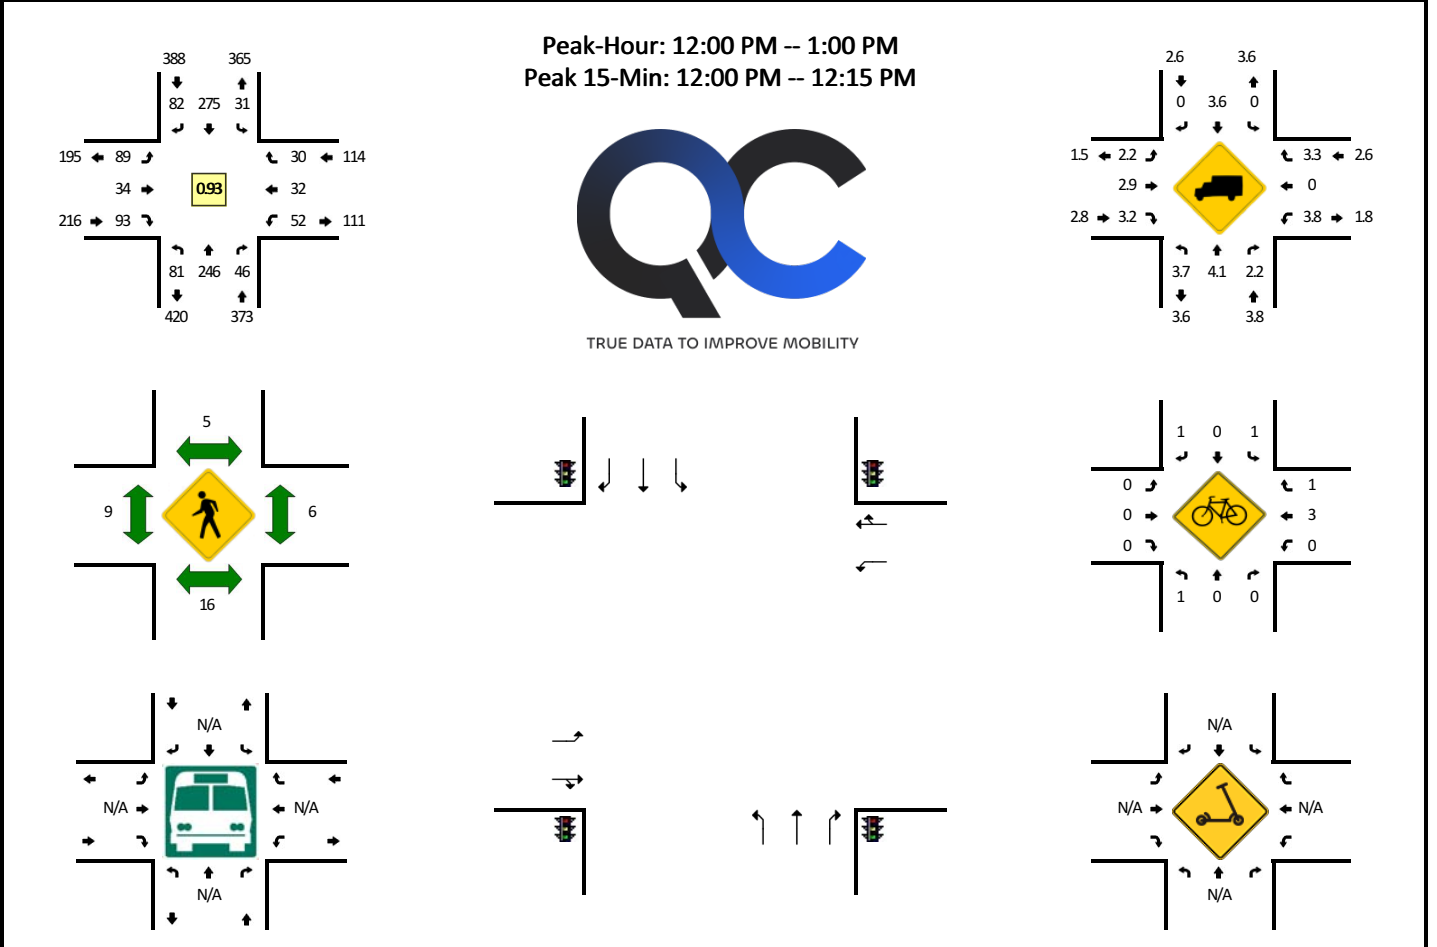 Peak-Hour: 12:00 PM -- 1:00 PM
Peak 15-Min: 12:00 PM -- 12:15 PM
388 365
82 275 31
195 89 30 114
34 0.93 32
216 93 52 111
81 246 46
420 373
QC
TRUE DATA TO IMPROVE MOBILITY
2.6 3.6
0 3.6 0
1.5 2.2 3.3 2.6
2.9 0
2.8 3.2 3.8 1.8
3.7 4.1 2.2
3.6 3.8
5
9 6
16
1 0 1
0 1
0 3
0 0
1 0 0
N/A
N/A N/A
N/A
N/A
N/A N/A
N/A